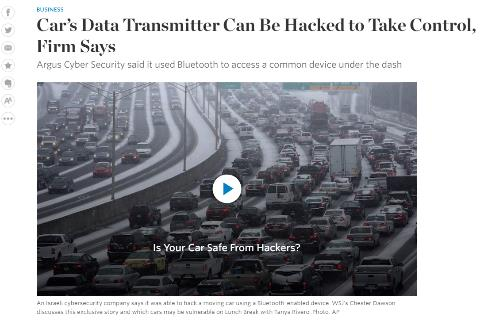 BUSINESS
Car's Data Transmitter Can Be Hacked to Take Control,
Firm Says
Argus Cyber Security said it used Bluetooth to access a common device under the dash
Is Your Car Safe From Hackers?
An Israeli cybersecurity company says it was able to hack a moving car using a Bluetooth-enabled device. WSJ's Chester Dawson
discusses this exclusive story and which cars may be vulnerable on Lunch Break with Tanya Rivero. Photo: AP